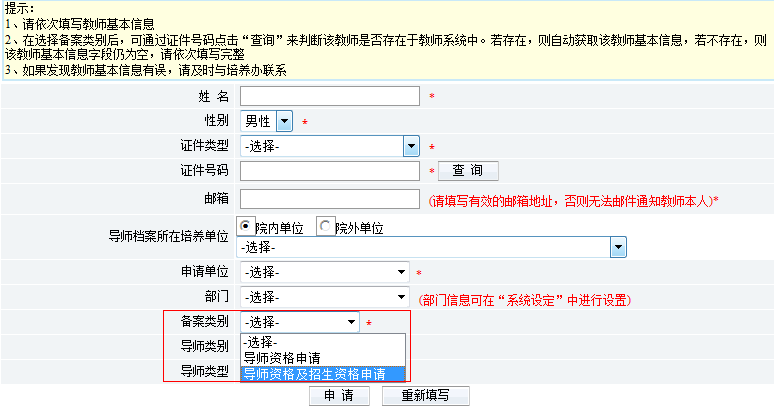 提示：
1、请依次填写教师基本信息
2、在选择备案类别后，可通过证件号码点击“查询”来判断该教师是否存在于教师系统中。若存在，则自动获取该教师基本信息，若不存在，则
该教师基本信息字段仍为空，请依次填写完整
3、如果发现教师基本信息有误，请及时与培养办联系
姓 名 *
性别 男性 *
证件类型 -选择- *
证件号码 * 查 询
邮箱 (请填写有效的邮箱地址，否则无法邮件通知教师本人)*
院内单位 院外单位
导师档案所在培养单位 -选择-
申请单位 -选择- *
部门 -选择- (部门信息可在“系统设定”中进行设置)
备案类别 -选择- *
导师类别 -选择-
导师资格申请
导师类型 导师资格及招生资格申请
申 请 重新填写